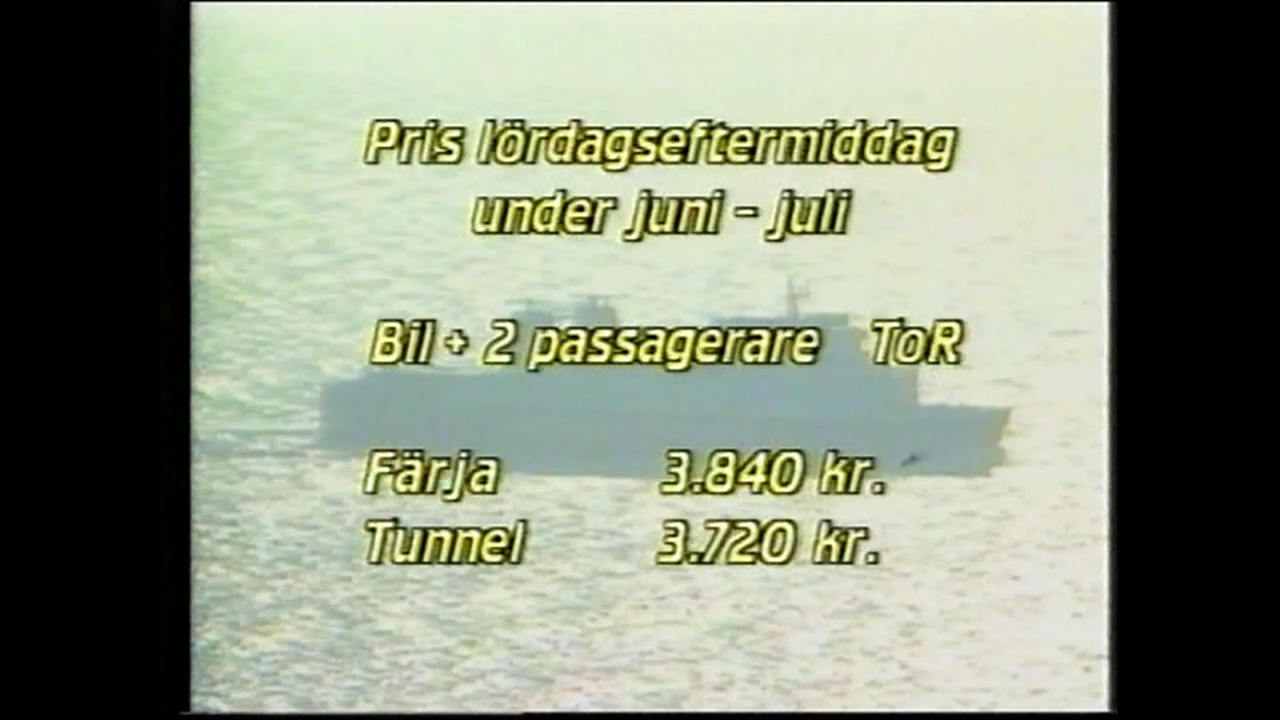 Pris lördagseftermiddag
under juni - juli
Bil + 2 passagerare ToR
Färja 3.840 kr.
Tunnel 3.720 kr.